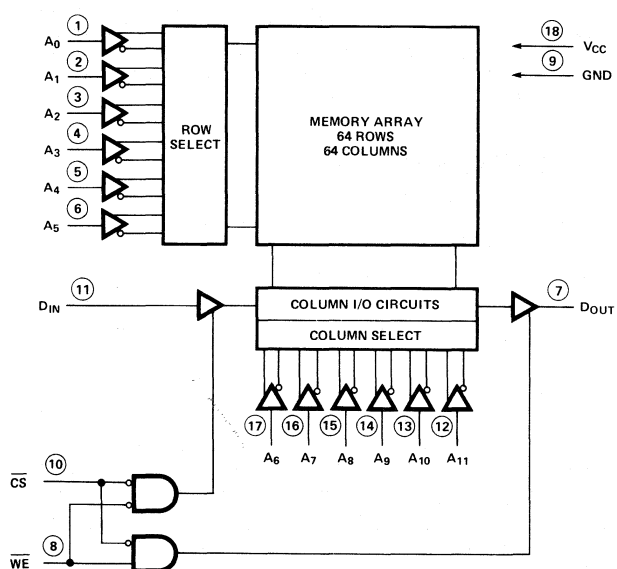 1
A0
2
A1
3
A2
4
A3
5
A4
6
A5
ROW
SELECT
MEMORY ARRAY
64 ROWS
64 COLUMNS
18
VCC
9
GND
11
DIN
COLUMN I/O CIRCUITS
COLUMN SELECT
7
DOUT
17
16
15
14
13
12
A6
A7
A8
A9
A10
A11
10
CS
8
WE